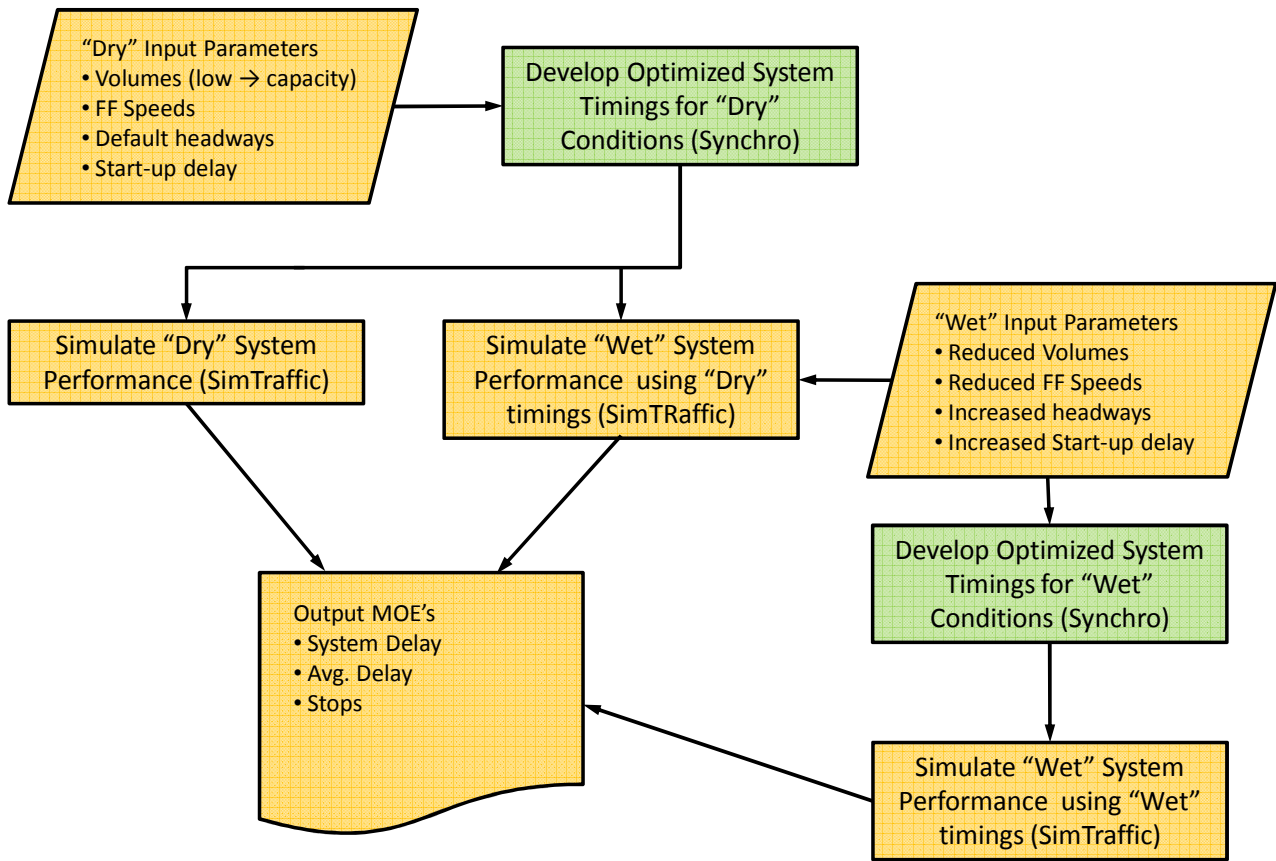 “Dry” Input Parameters
• Volumes (low → capacity)
• FF Speeds
• Default headways
• Start-up delay
Develop Optimized System
Timings for “Dry”
Conditions (Synchro)
Simulate “Dry” System
Performance (SimTraffic)
Simulate “Wet” System
Performance using “Dry”
timings (SimTRaffic)
“Wet” Input Parameters
• Reduced Volumes
• Reduced FF Speeds
• Increased headways
• Increased Start-up delay
Develop Optimized System
Timings for “Wet”
Conditions (Synchro)
Output MOE’s
• System Delay
• Avg. Delay
• Stops
Simulate “Wet” System
Performance using “Wet”
timings (SimTraffic)